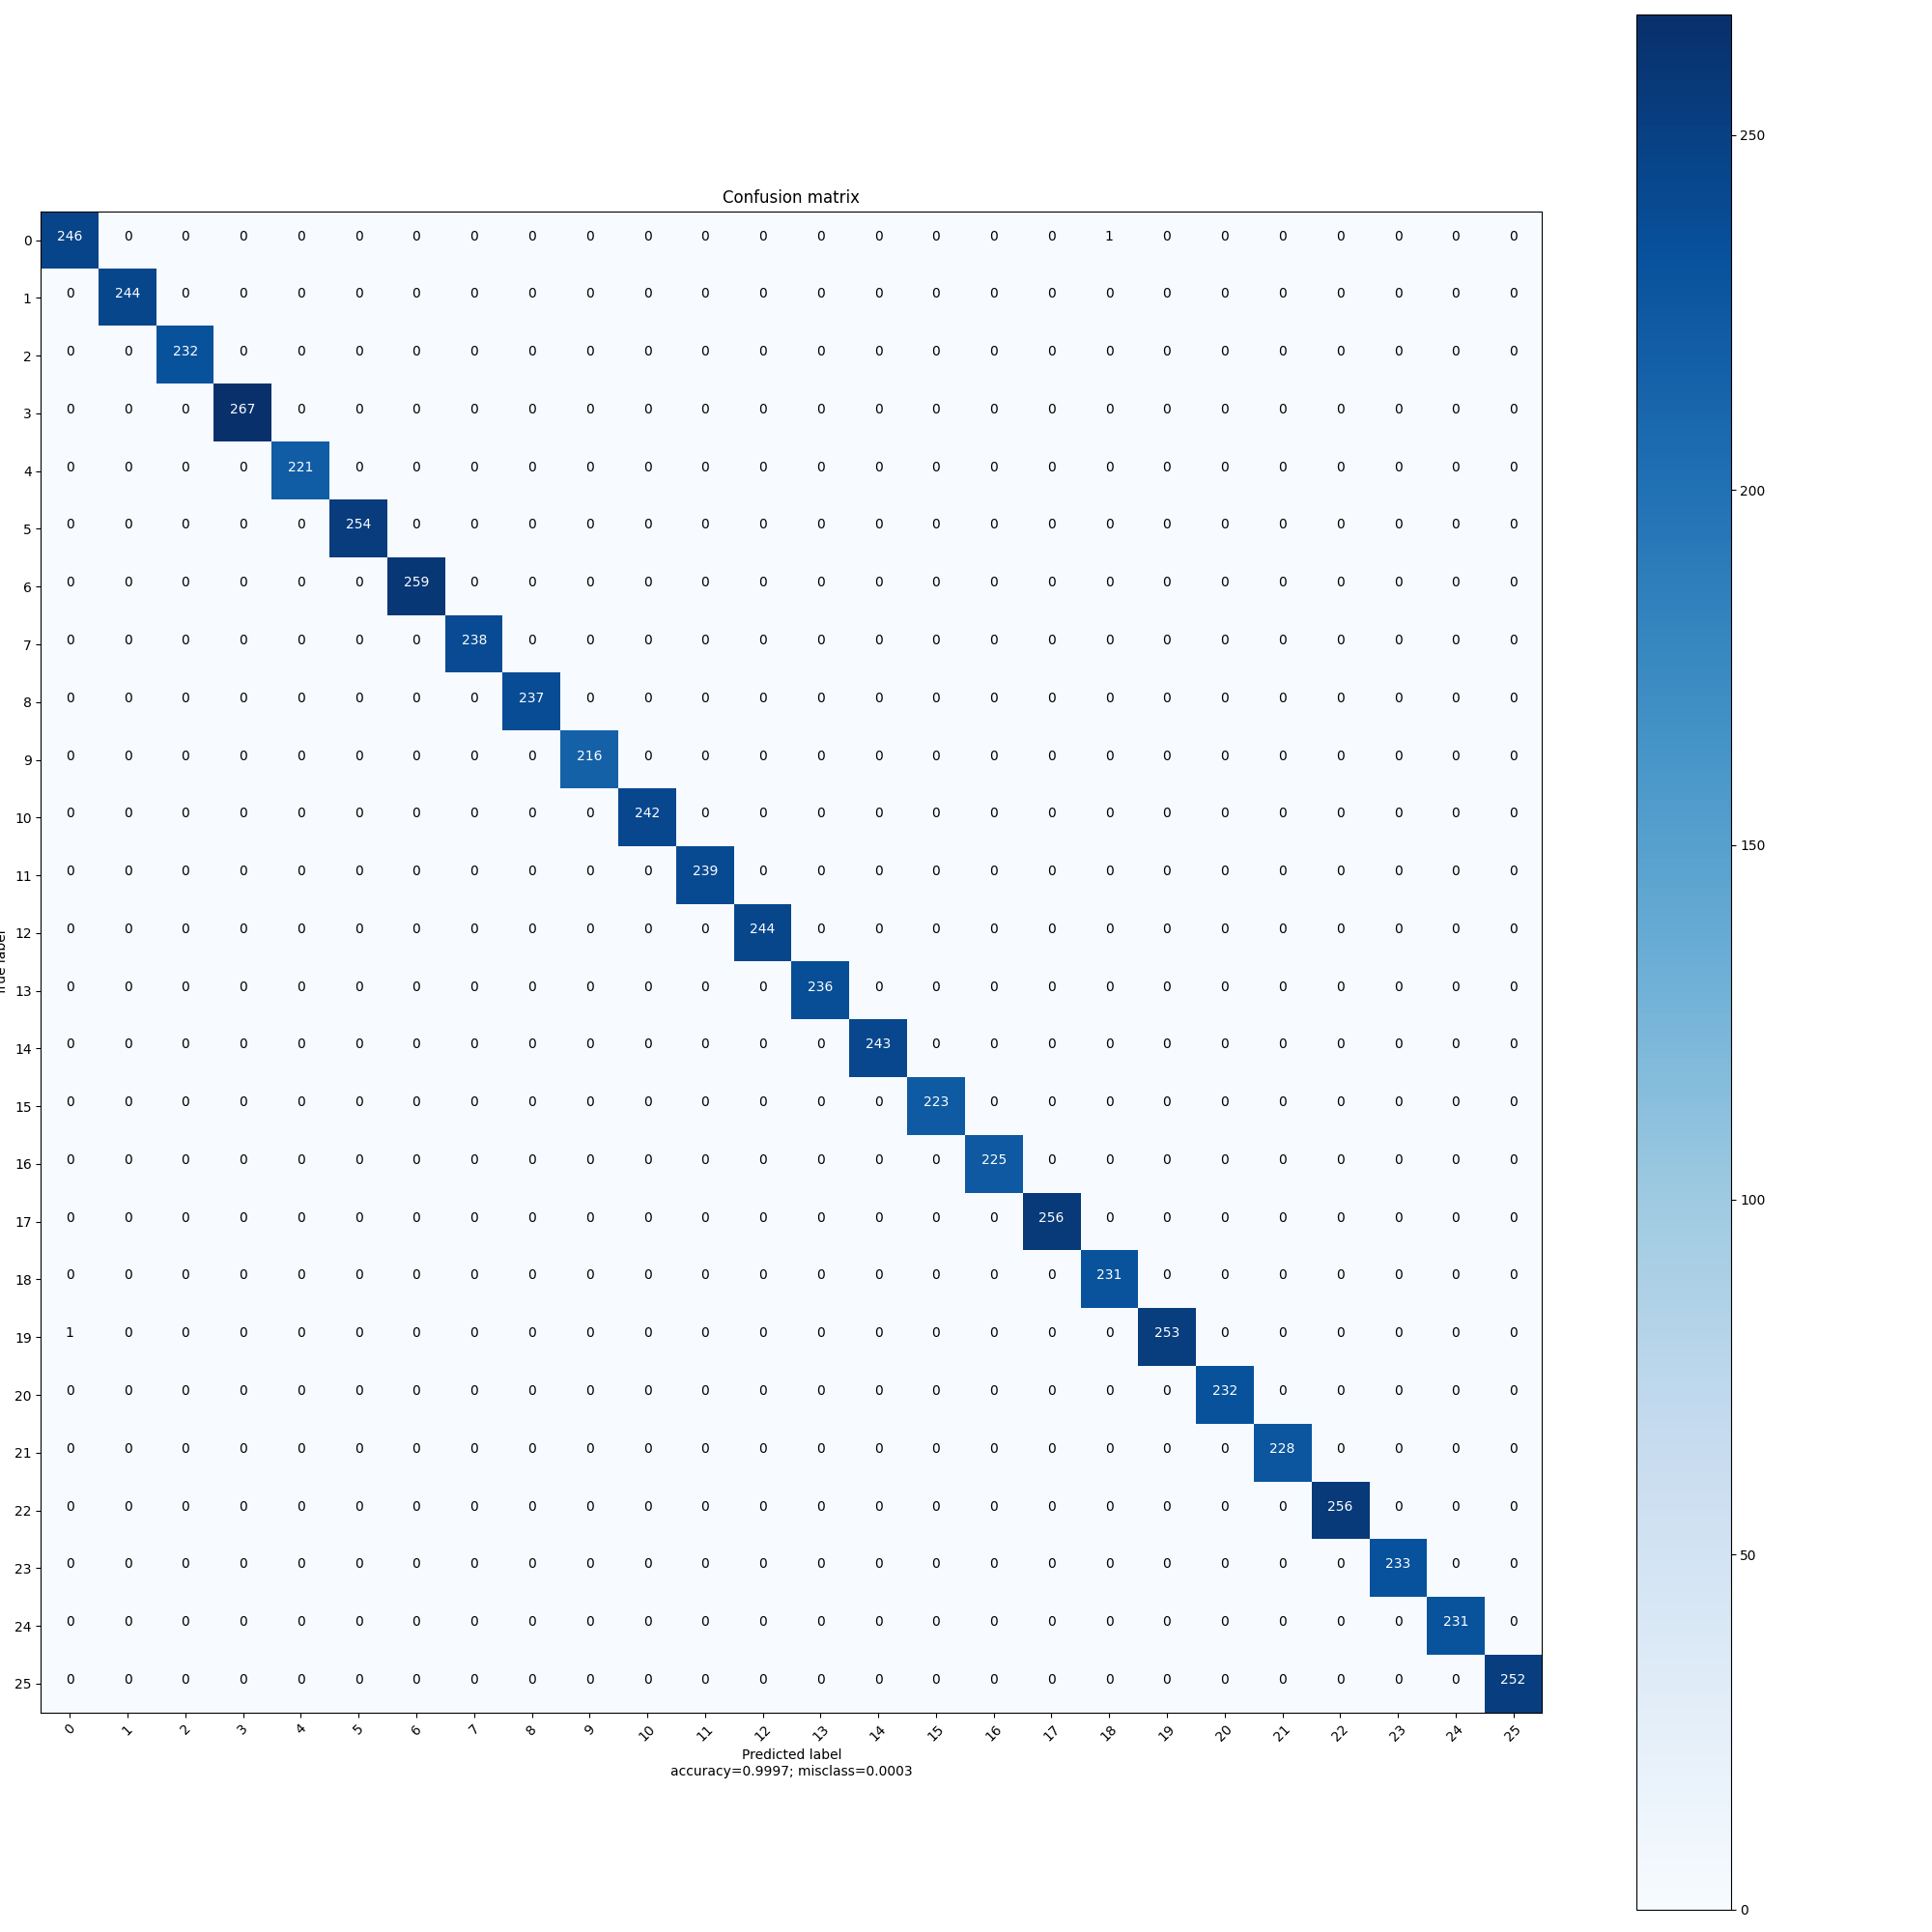 Confusion matrix
0 246 0 0 0 0 0 0 0 0 0 0 0 0 0 0 0 0 0 1 0 0 0 0 0 0 0
1 0 244 0 0 0 0 0 0 0 0 0 0 0 0 0 0 0 0 0 0 0 0 0 0 0 0
2 0 0 232 0 0 0 0 0 0 0 0 0 0 0 0 0 0 0 0 0 0 0 0 0 0 0
3 0 0 0 267 0 0 0 0 0 0 0 0 0 0 0 0 0 0 0 0 0 0 0 0 0 0
4 0 0 0 0 221 0 0 0 0 0 0 0 0 0 0 0 0 0 0 0 0 0 0 0 0 0
5 0 0 0 0 0 254 0 0 0 0 0 0 0 0 0 0 0 0 0 0 0 0 0 0 0 0
6 0 0 0 0 0 0 259 0 0 0 0 0 0 0 0 0 0 0 0 0 0 0 0 0 0 0
7 0 0 0 0 0 0 0 238 0 0 0 0 0 0 0 0 0 0 0 0 0 0 0 0 0 0
8 0 0 0 0 0 0 0 0 237 0 0 0 0 0 0 0 0 0 0 0 0 0 0 0 0 0
9 0 0 0 0 0 0 0 0 0 216 0 0 0 0 0 0 0 0 0 0 0 0 0 0 0 0
10 0 0 0 0 0 0 0 0 0 0 242 0 0 0 0 0 0 0 0 0 0 0 0 0 0 0
11 0 0 0 0 0 0 0 0 0 0 0 239 0 0 0 0 0 0 0 0 0 0 0 0 0 0
12 0 0 0 0 0 0 0 0 0 0 0 0 244 0 0 0 0 0 0 0 0 0 0 0 0 0
13 0 0 0 0 0 0 0 0 0 0 0 0 0 236 0 0 0 0 0 0 0 0 0 0 0 0
14 0 0 0 0 0 0 0 0 0 0 0 0 0 0 243 0 0 0 0 0 0 0 0 0 0 0
15 0 0 0 0 0 0 0 0 0 0 0 0 0 0 0 223 0 0 0 0 0 0 0 0 0 0
16 0 0 0 0 0 0 0 0 0 0 0 0 0 0 0 0 225 0 0 0 0 0 0 0 0 0
17 0 0 0 0 0 0 0 0 0 0 0 0 0 0 0 0 0 256 0 0 0 0 0 0 0 0
18 0 0 0 0 0 0 0 0 0 0 0 0 0 0 0 0 0 0 231 0 0 0 0 0 0 0
19 1 0 0 0 0 0 0 0 0 0 0 0 0 0 0 0 0 0 0 253 0 0 0 0 0 0
20 0 0 0 0 0 0 0 0 0 0 0 0 0 0 0 0 0 0 0 0 232 0 0 0 0 0
21 0 0 0 0 0 0 0 0 0 0 0 0 0 0 0 0 0 0 0 0 0 228 0 0 0 0
22 0 0 0 0 0 0 0 0 0 0 0 0 0 0 0 0 0 0 0 0 0 0 256 0 0 0
23 0 0 0 0 0 0 0 0 0 0 0 0 0 0 0 0 0 0 0 0 0 0 0 233 0 0
24 0 0 0 0 0 0 0 0 0 0 0 0 0 0 0 0 0 0 0 0 0 0 0 0 231 0
25 0 0 0 0 0 0 0 0 0 0 0 0 0 0 0 0 0 0 0 0 0 0 0 0 0 252
0 1 2 3 4 5 6 7 8 9 10 11 12 13 14 15 16 17 18 19 20 21 22 23 24 25
Predicted label
accuracy=0.9997; misclass=0.0003
250
200
150
100
50
0